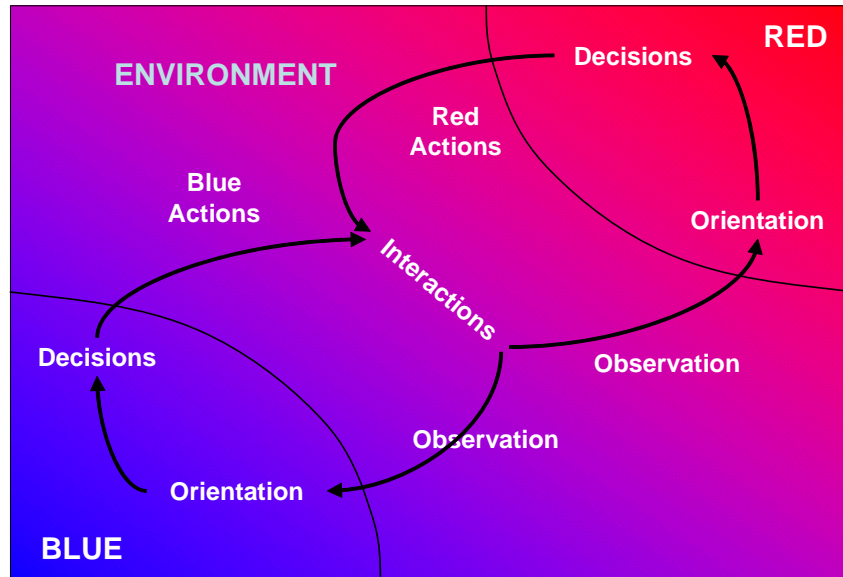 RED
Decisions
ENVIRONMENT
Red
Actions
Blue
Actions
Orientation
Interactions
Decisions
Observation
Observation
Orientation
BLUE